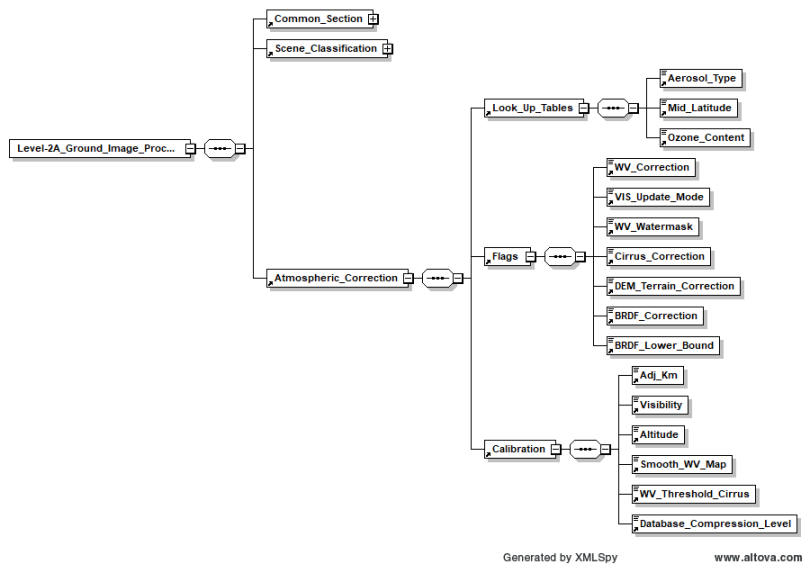 Common_Section
Scene_Classification
Aerosol_Type
Look_Up_Tables
Mid_Latitude
Ozone_Content
Level-2A_Ground_Image_Proc...
WV_Correction
VIS_Update_Mode
WV_Watermask
Flags
Cirrus_Correction
Atmospheric_Correction
DEM_Terrain_Correction
BRDF_Correction
BRDF_Lower_Bound
Adj_Km
Visibility
Altitude
Calibration
Smooth_WV_Map
WV_Threshold_Cirrus
Database_Compression_Level
Generated by XMLSpy
www.altova.com